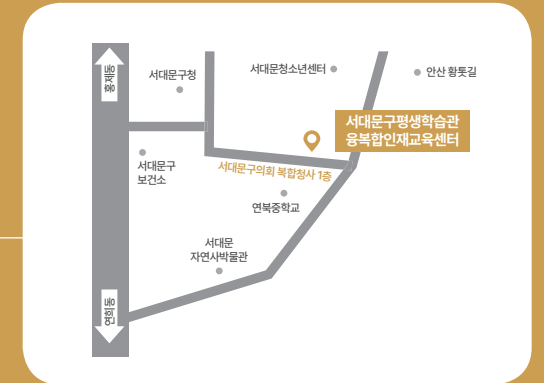 홍제동
서대문구청
서대문청소년센터
안산 황톳길
서대문구평생학습관
융복합인재교육센터
서대문구
보건소
서대문구의회 복합청사 1층
연북중학교
서대문
자연사박물관
연희동